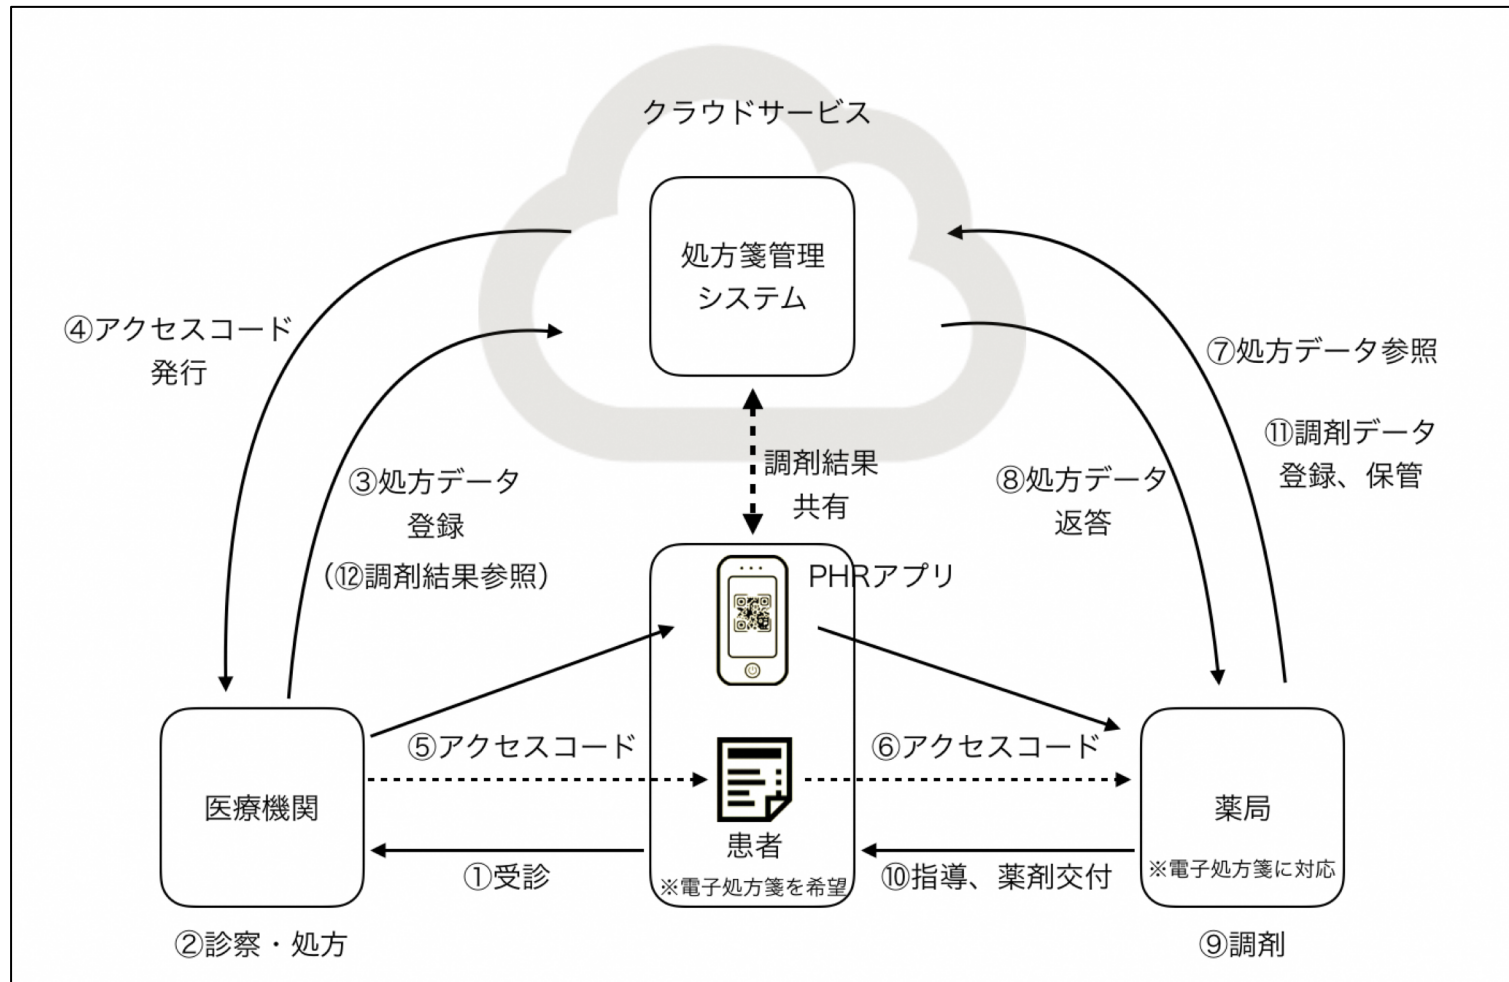 クラウドサービス
処方箋管理
システム
④アクセスコード
発行
⑦処方データ参照
⑪調剤データ
登録、保管
③処方データ
登録
（⑫調剤結果参照）
調剤結果
共有
⑧処方データ
返答
PHRアプリ
⑤アクセスコード
⑥アクセスコード
医療機関
患者
※電子処方箋を希望
薬局
※電子処方箋に対応
①受診
⑩指導、薬剤交付
②診察・処方
⑨調剤